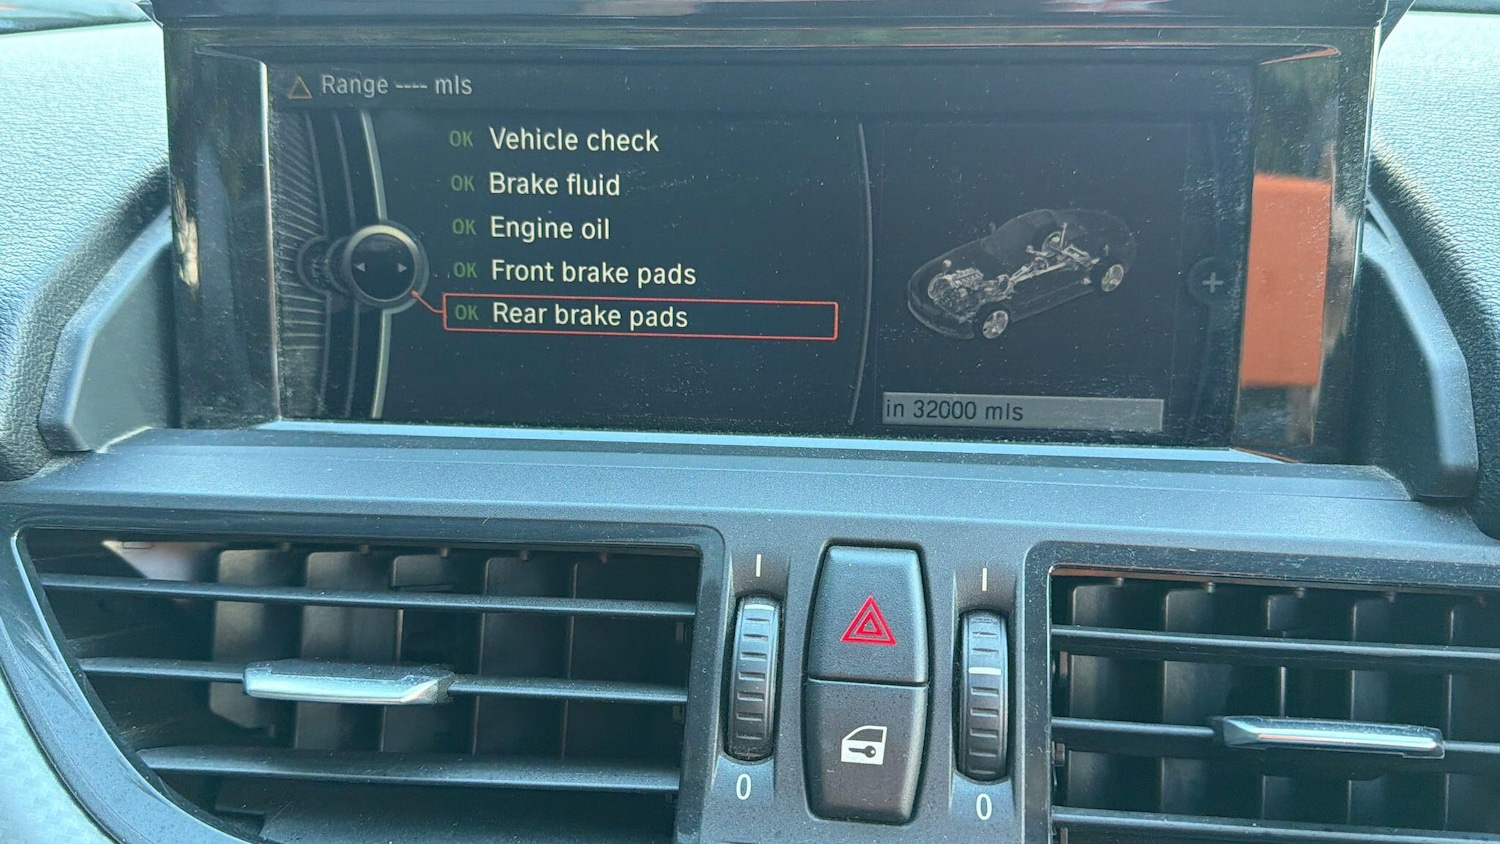 Range ---- mls
OK Vehicle check
OK Brake fluid
OK Engine oil
OK Front brake pads
OK Rear brake pads
in 32000 mls
I I
0 0